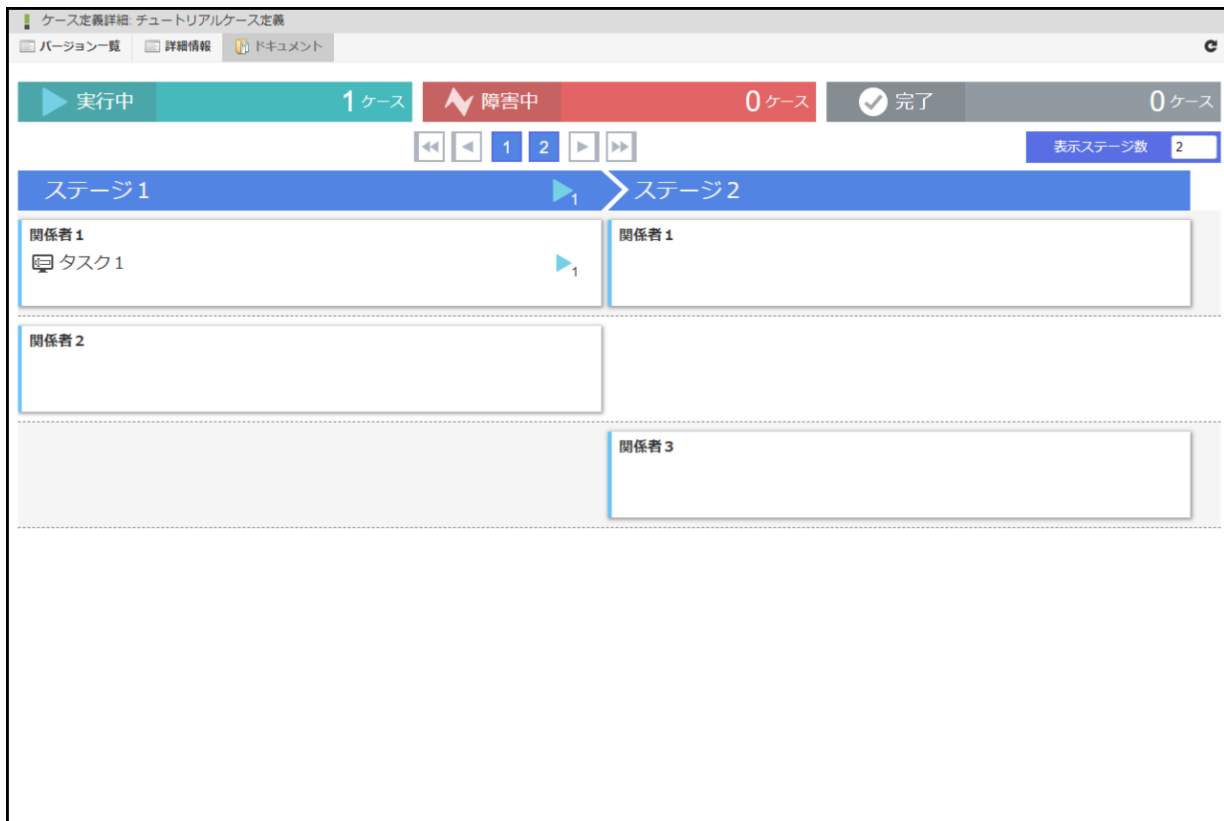 ケース定義詳細: チュートリアルケース定義
バージョン一覧 詳細情報 ドキュメント
実行中 1 ケース 障害中 0 ケース 完了 0 ケース
1 2 表示ステージ数 2
ステージ1 1 ステージ2
関係者1 関係者1
タスク1 1
関係者2
関係者3